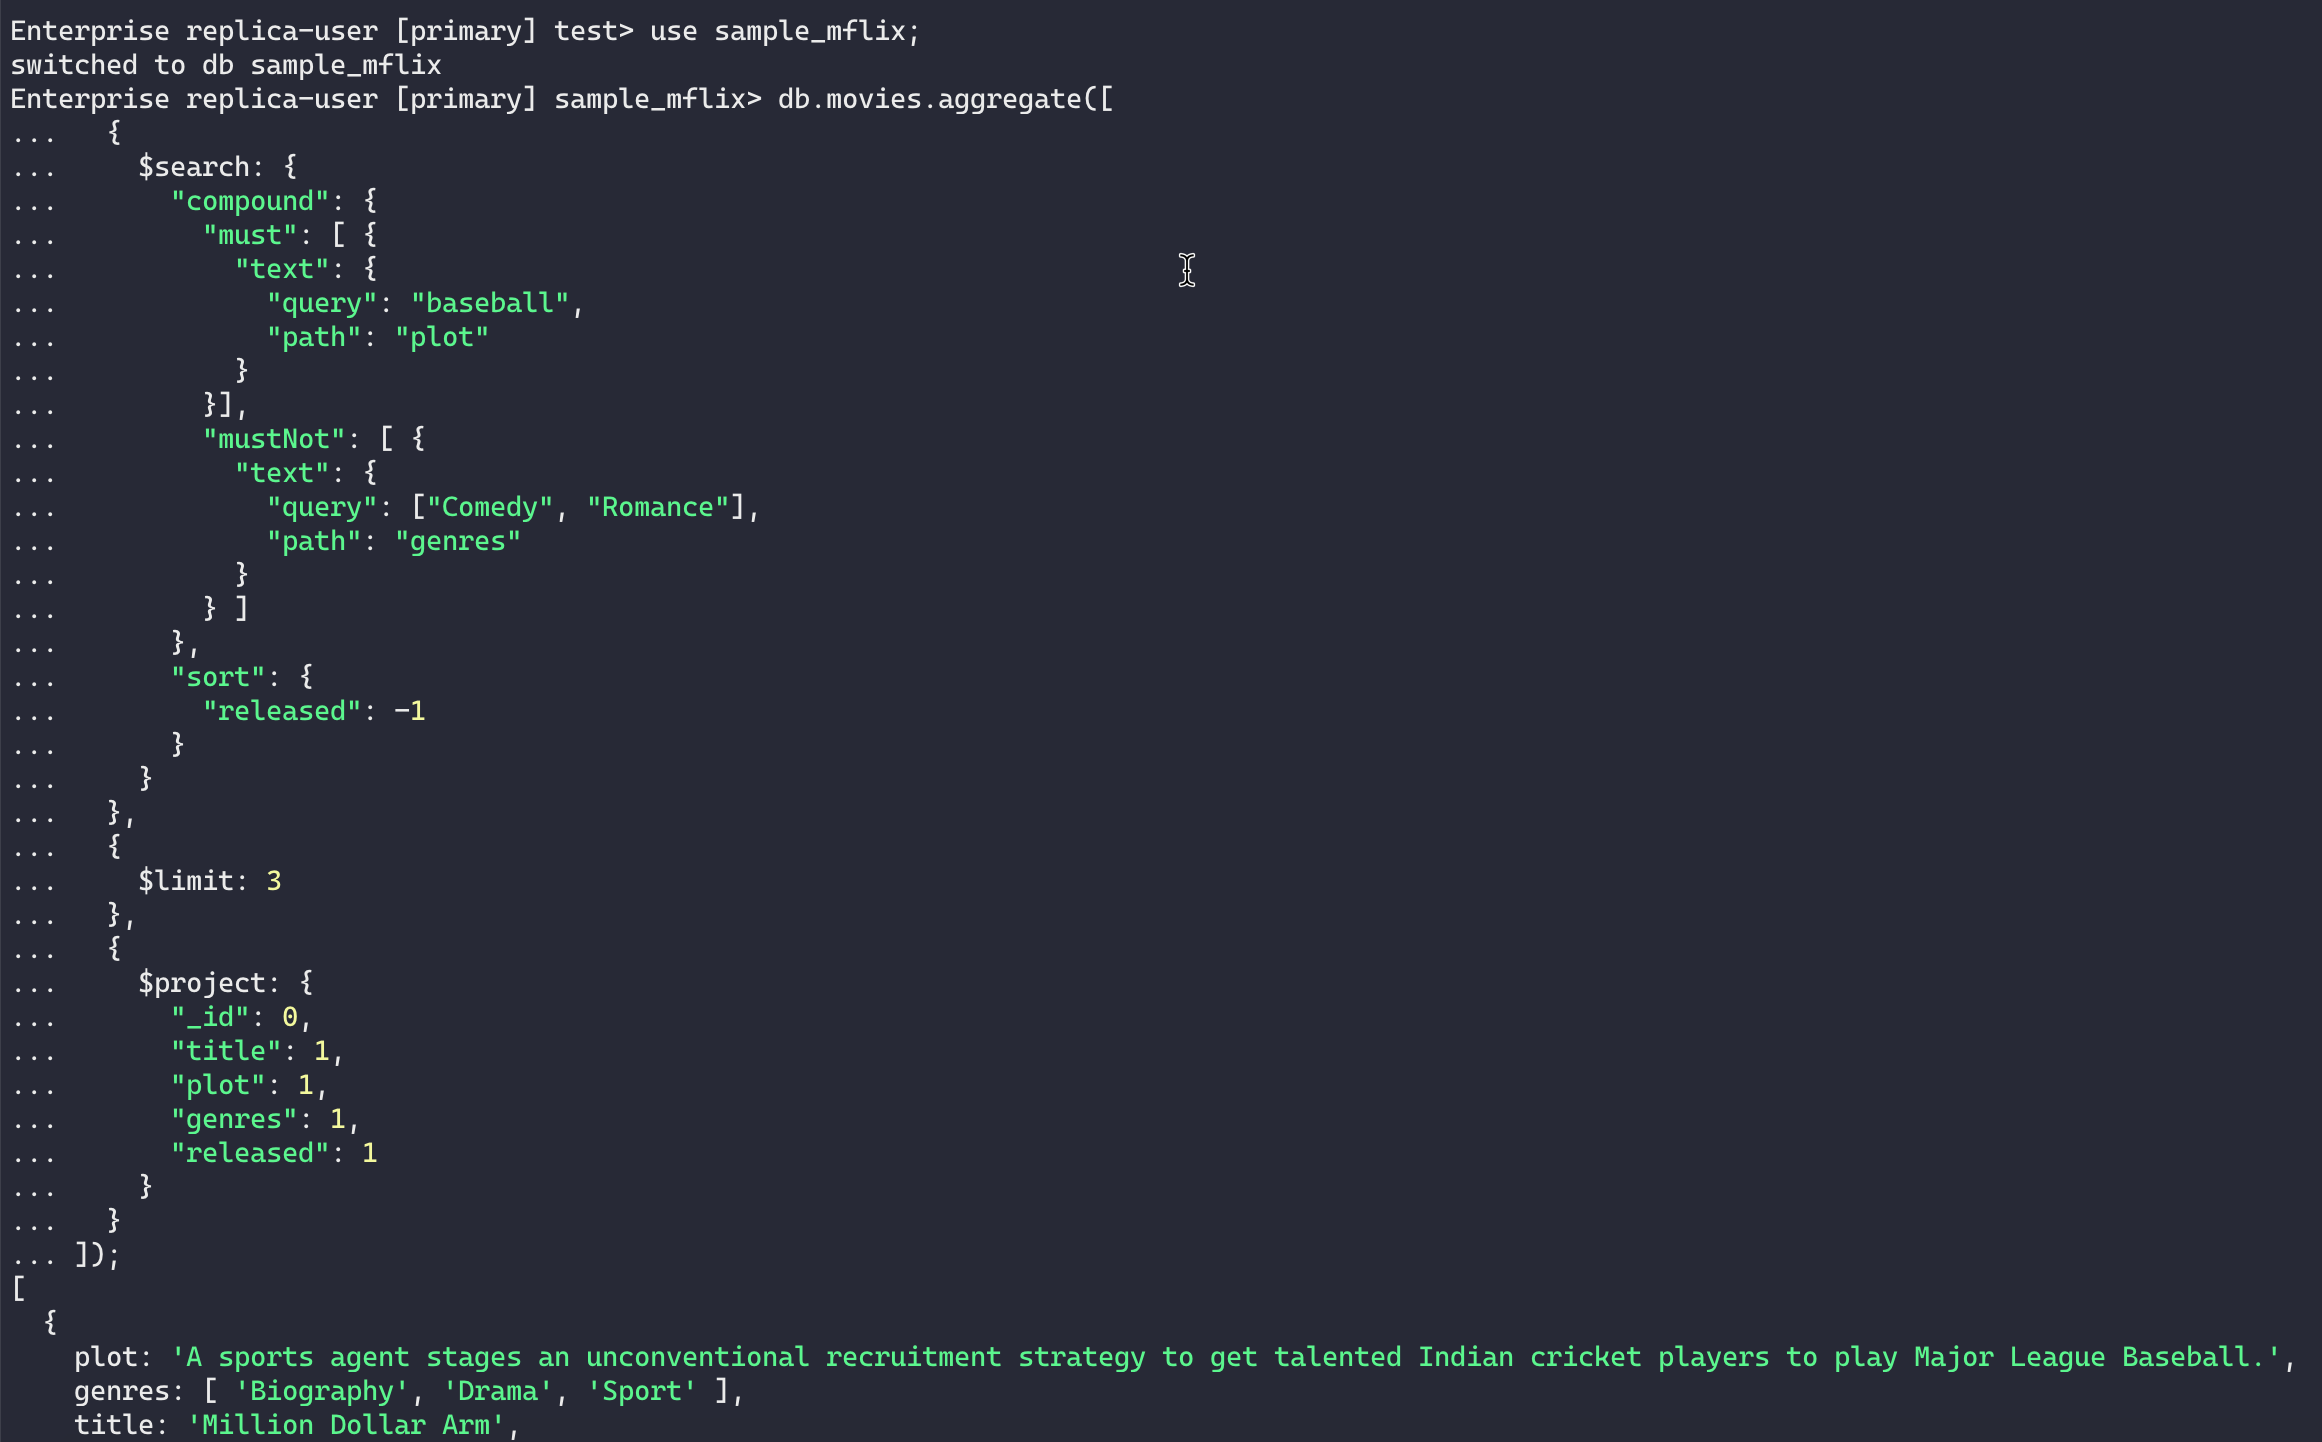 Enterprise replica-user [primary] test> use sample_mflix;
switched to db sample_mflix
Enterprise replica-user [primary] sample_mflix> db.movies.aggregate([
...   {
...     $search: {
...       "compound": {
...         "must": [ {
...           "text": {
...             "query": "baseball",
...             "path": "plot"
...           }
...         }],
...         "mustNot": [ {
...           "text": {
...             "query": ["Comedy", "Romance"],
...             "path": "genres"
...           }
...         } ]
...       },
...       "sort": {
...         "released": -1
...       }
...     }
...   },
...   {
...     $limit: 3
...   },
...   {
...     $project: {
...       "_id": 0,
...       "title": 1,
...       "plot": 1,
...       "genres": 1,
...       "released": 1
...     }
...   }
... ]);
[
  {
    plot: 'A sports agent stages an unconventional recruitment strategy to get talented Indian cricket players to play Major League Baseball.',
    genres: [ 'Biography', 'Drama', 'Sport' ],
    title: 'Million Dollar Arm',